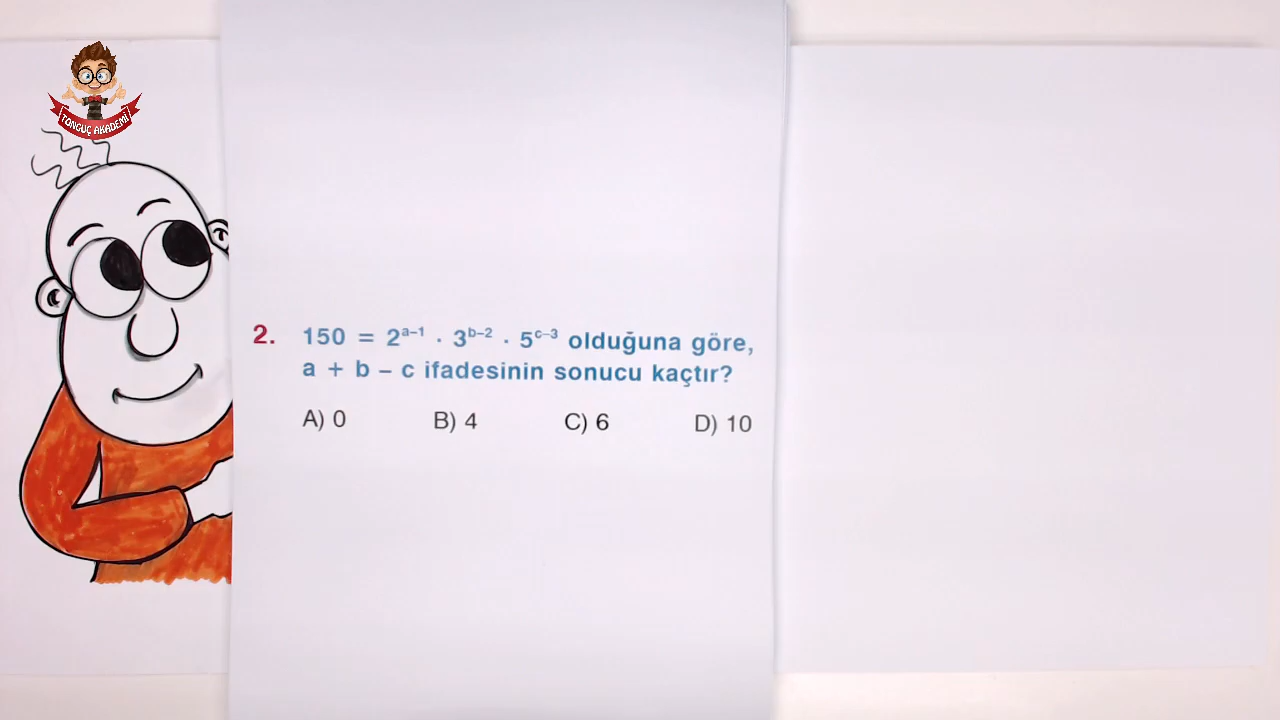 TONGUÇ AKADEMİ
2. 150 = 2^{a–1} · 3^{b–2} · 5^{c–3} olduğuna göre,
a + b – c ifadesinin sonucu kaçtır?
A) 0 B) 4 C) 6 D) 10